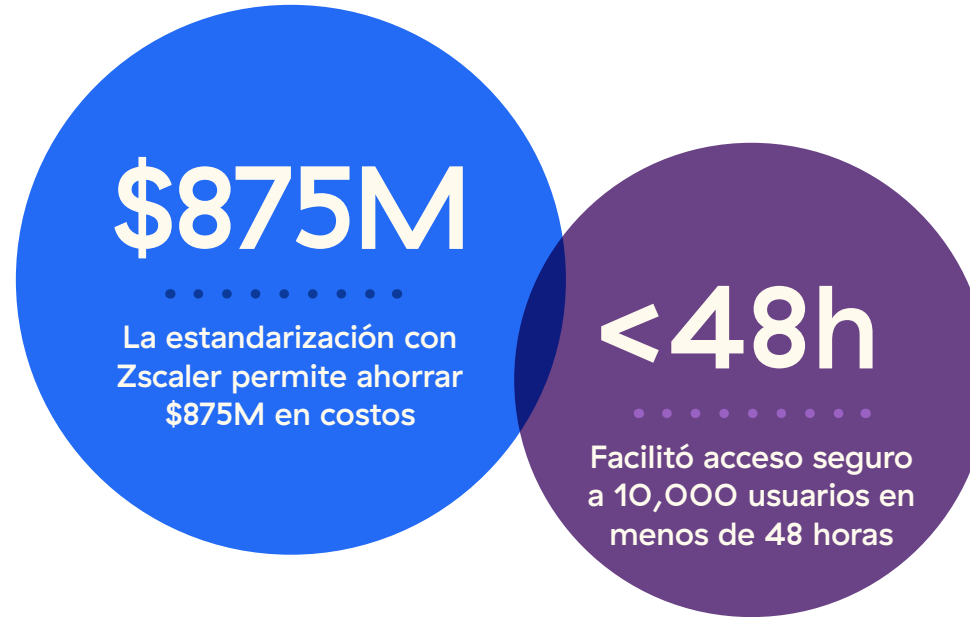 $875M
La estandarización con
Zscaler permite ahorrar
$875M en costos
<48h
Facilitó acceso seguro
a 10,000 usuarios en
menos de 48 horas